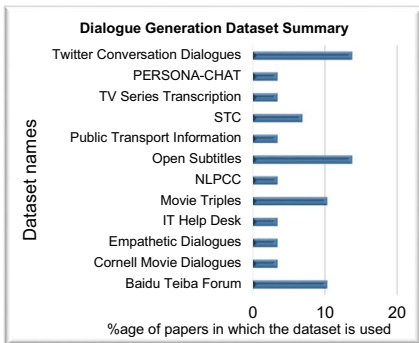 Dialogue Generation Dataset Summary
Dataset names
Twitter Conversation Dialogues
PERSONA-CHAT
TV Series Transcription
STC
Public Transport Information
Open Subtitles
NLPCC
Movie Triples
IT Help Desk
Empathetic Dialogues
Cornell Movie Dialogues
Baidu Teiba Forum
0 10 20
%age of papers in which the dataset is used